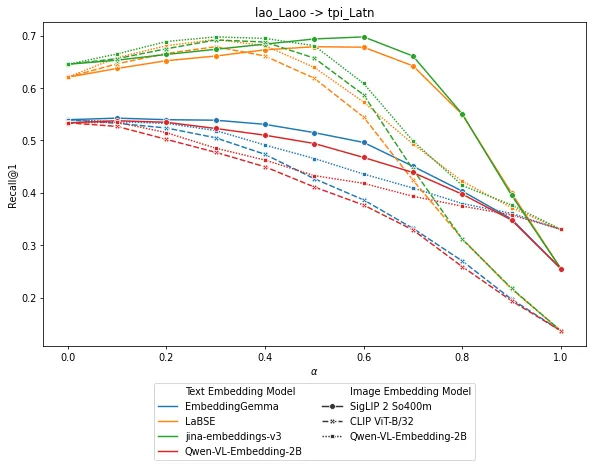 lao_Laoo -> tpi_Latn
0.7
0.6
0.5
0.4
0.3
0.2
Recall@1
0.0 0.2 0.4 0.6 0.8 1.0
α
Text Embedding Model Image Embedding Model
EmbeddingGemma SigLIP 2 So400m
LaBSE CLIP ViT-B/32
jina-embeddings-v3 Qwen-VL-Embedding-2B
Qwen-VL-Embedding-2B